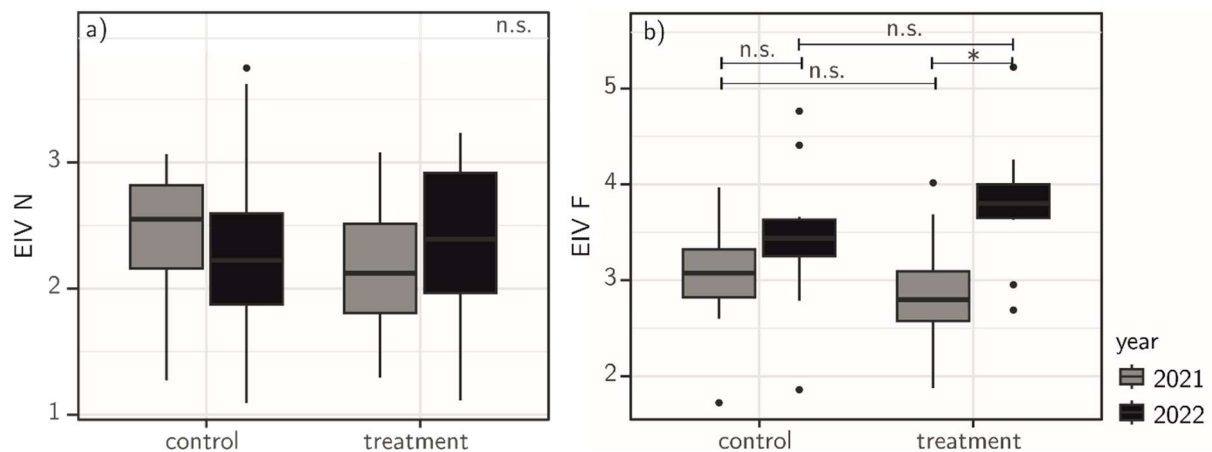 a)
n.s.
EIV N
3
2
1
control
treatment
b)
n.s.
n.s.
*
n.s.
EIV F
5
4
3
2
control
treatment
year
2021
2022